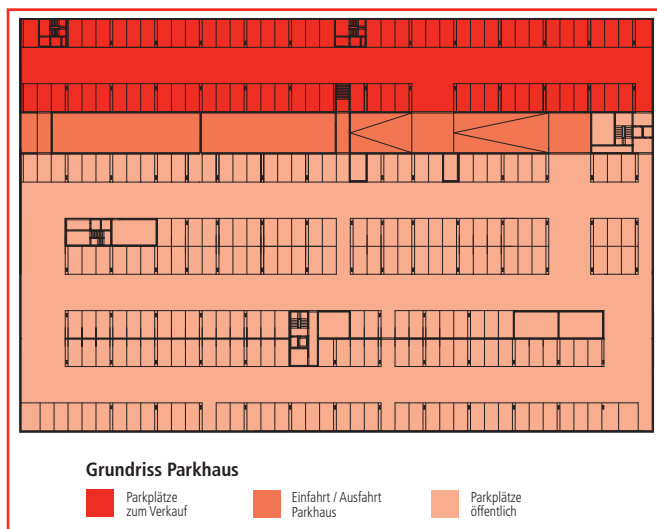 Grundriss Parkhaus
Parkplätze
zum Verkauf
Einfahrt / Ausfahrt
Parkhaus
Parkplätze
öffentlich